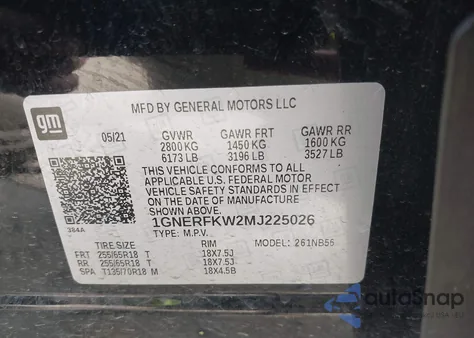 gm
MFD BY GENERAL MOTORS LLC
05/21 GVWR GAWR FRT GAWR RR
2800 KG 1450 KG 1600 KG
6173 LB 3196 LB 3527 LB
THIS VEHICLE CONFORMS TO ALL
APPLICABLE U.S. FEDERAL MOTOR
VEHICLE SAFETY STANDARDS IN EFFECT
ON THE DATE OF MANUFACTURE
SHOWN ABOVE.
384A
1GNERFKW2MJ225026
TYPE: M.P.V.
TIRE SIZE RIM MODEL: 261NB56
FRT 255/65R18 T 18X7.5J
RR 255/65R18 T 18X7.5J
SPA T135/70R18 M 18X4.5B
autoSnap